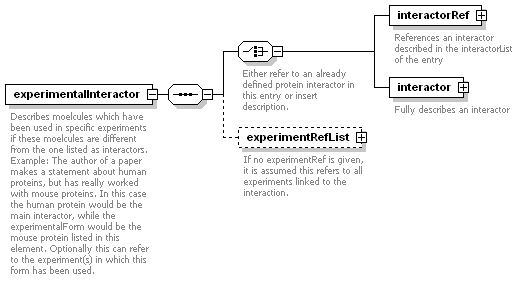 interactorRef
References an interactor
described in the interactorList
of the entry
Either refer to an already
defined protein interactor in
this entry or insert
description.
interactor
Fully describes an interactor
experimentalInteractor
Describes moelcules which have
been used in specific experiments
if these moelcules are different
from the one listed as interactors.
Example: The author of a paper
makes a statement about human
proteins, but has really worked
with mouse proteins. In this case
the human protein would be the
main interactor, while the
experimentalForm would be the
mouse protein listed in this
element. Optionally this can refer
to the experiment(s) in which this
form has been used.
experimentRefList
If no experimentRef is given,
it is assumed this refers to all
experiments linked to the
interaction.